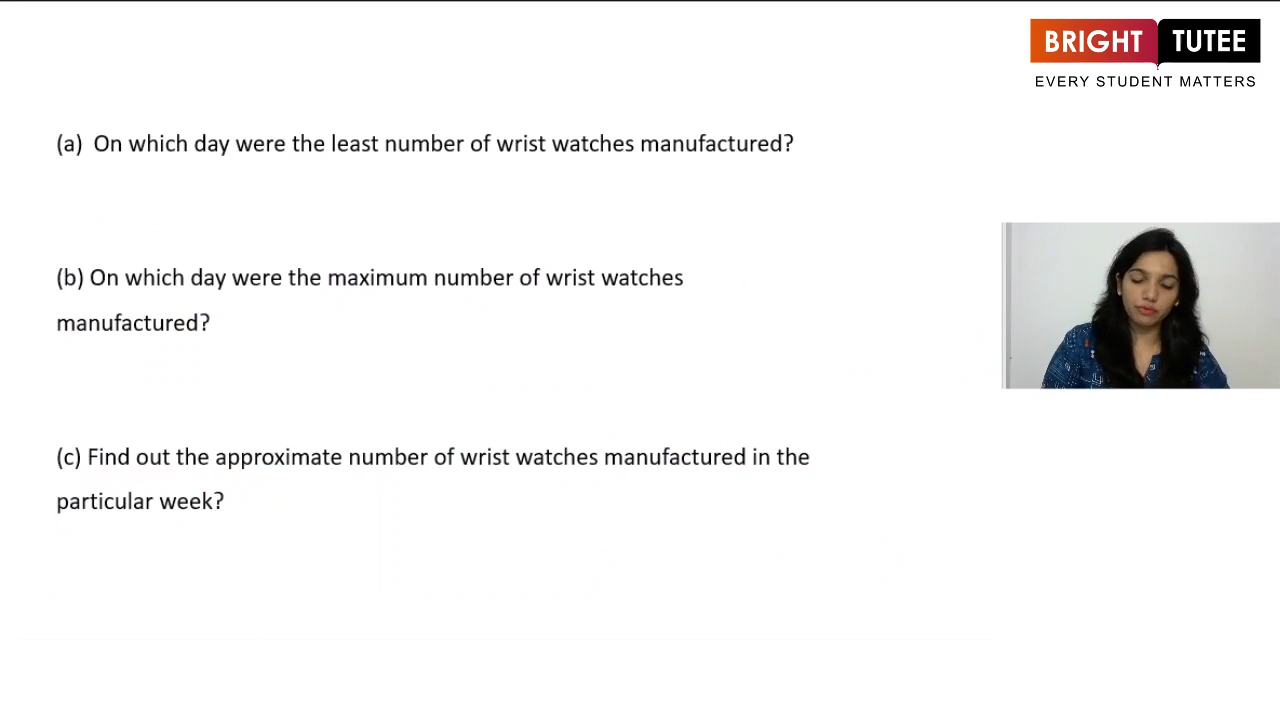 BRIGHT TUTEE
EVERY STUDENT MATTERS
(a) On which day were the least number of wrist watches manufactured?
(b) On which day were the maximum number of wrist watches
manufactured?
(c) Find out the approximate number of wrist watches manufactured in the
particular week?